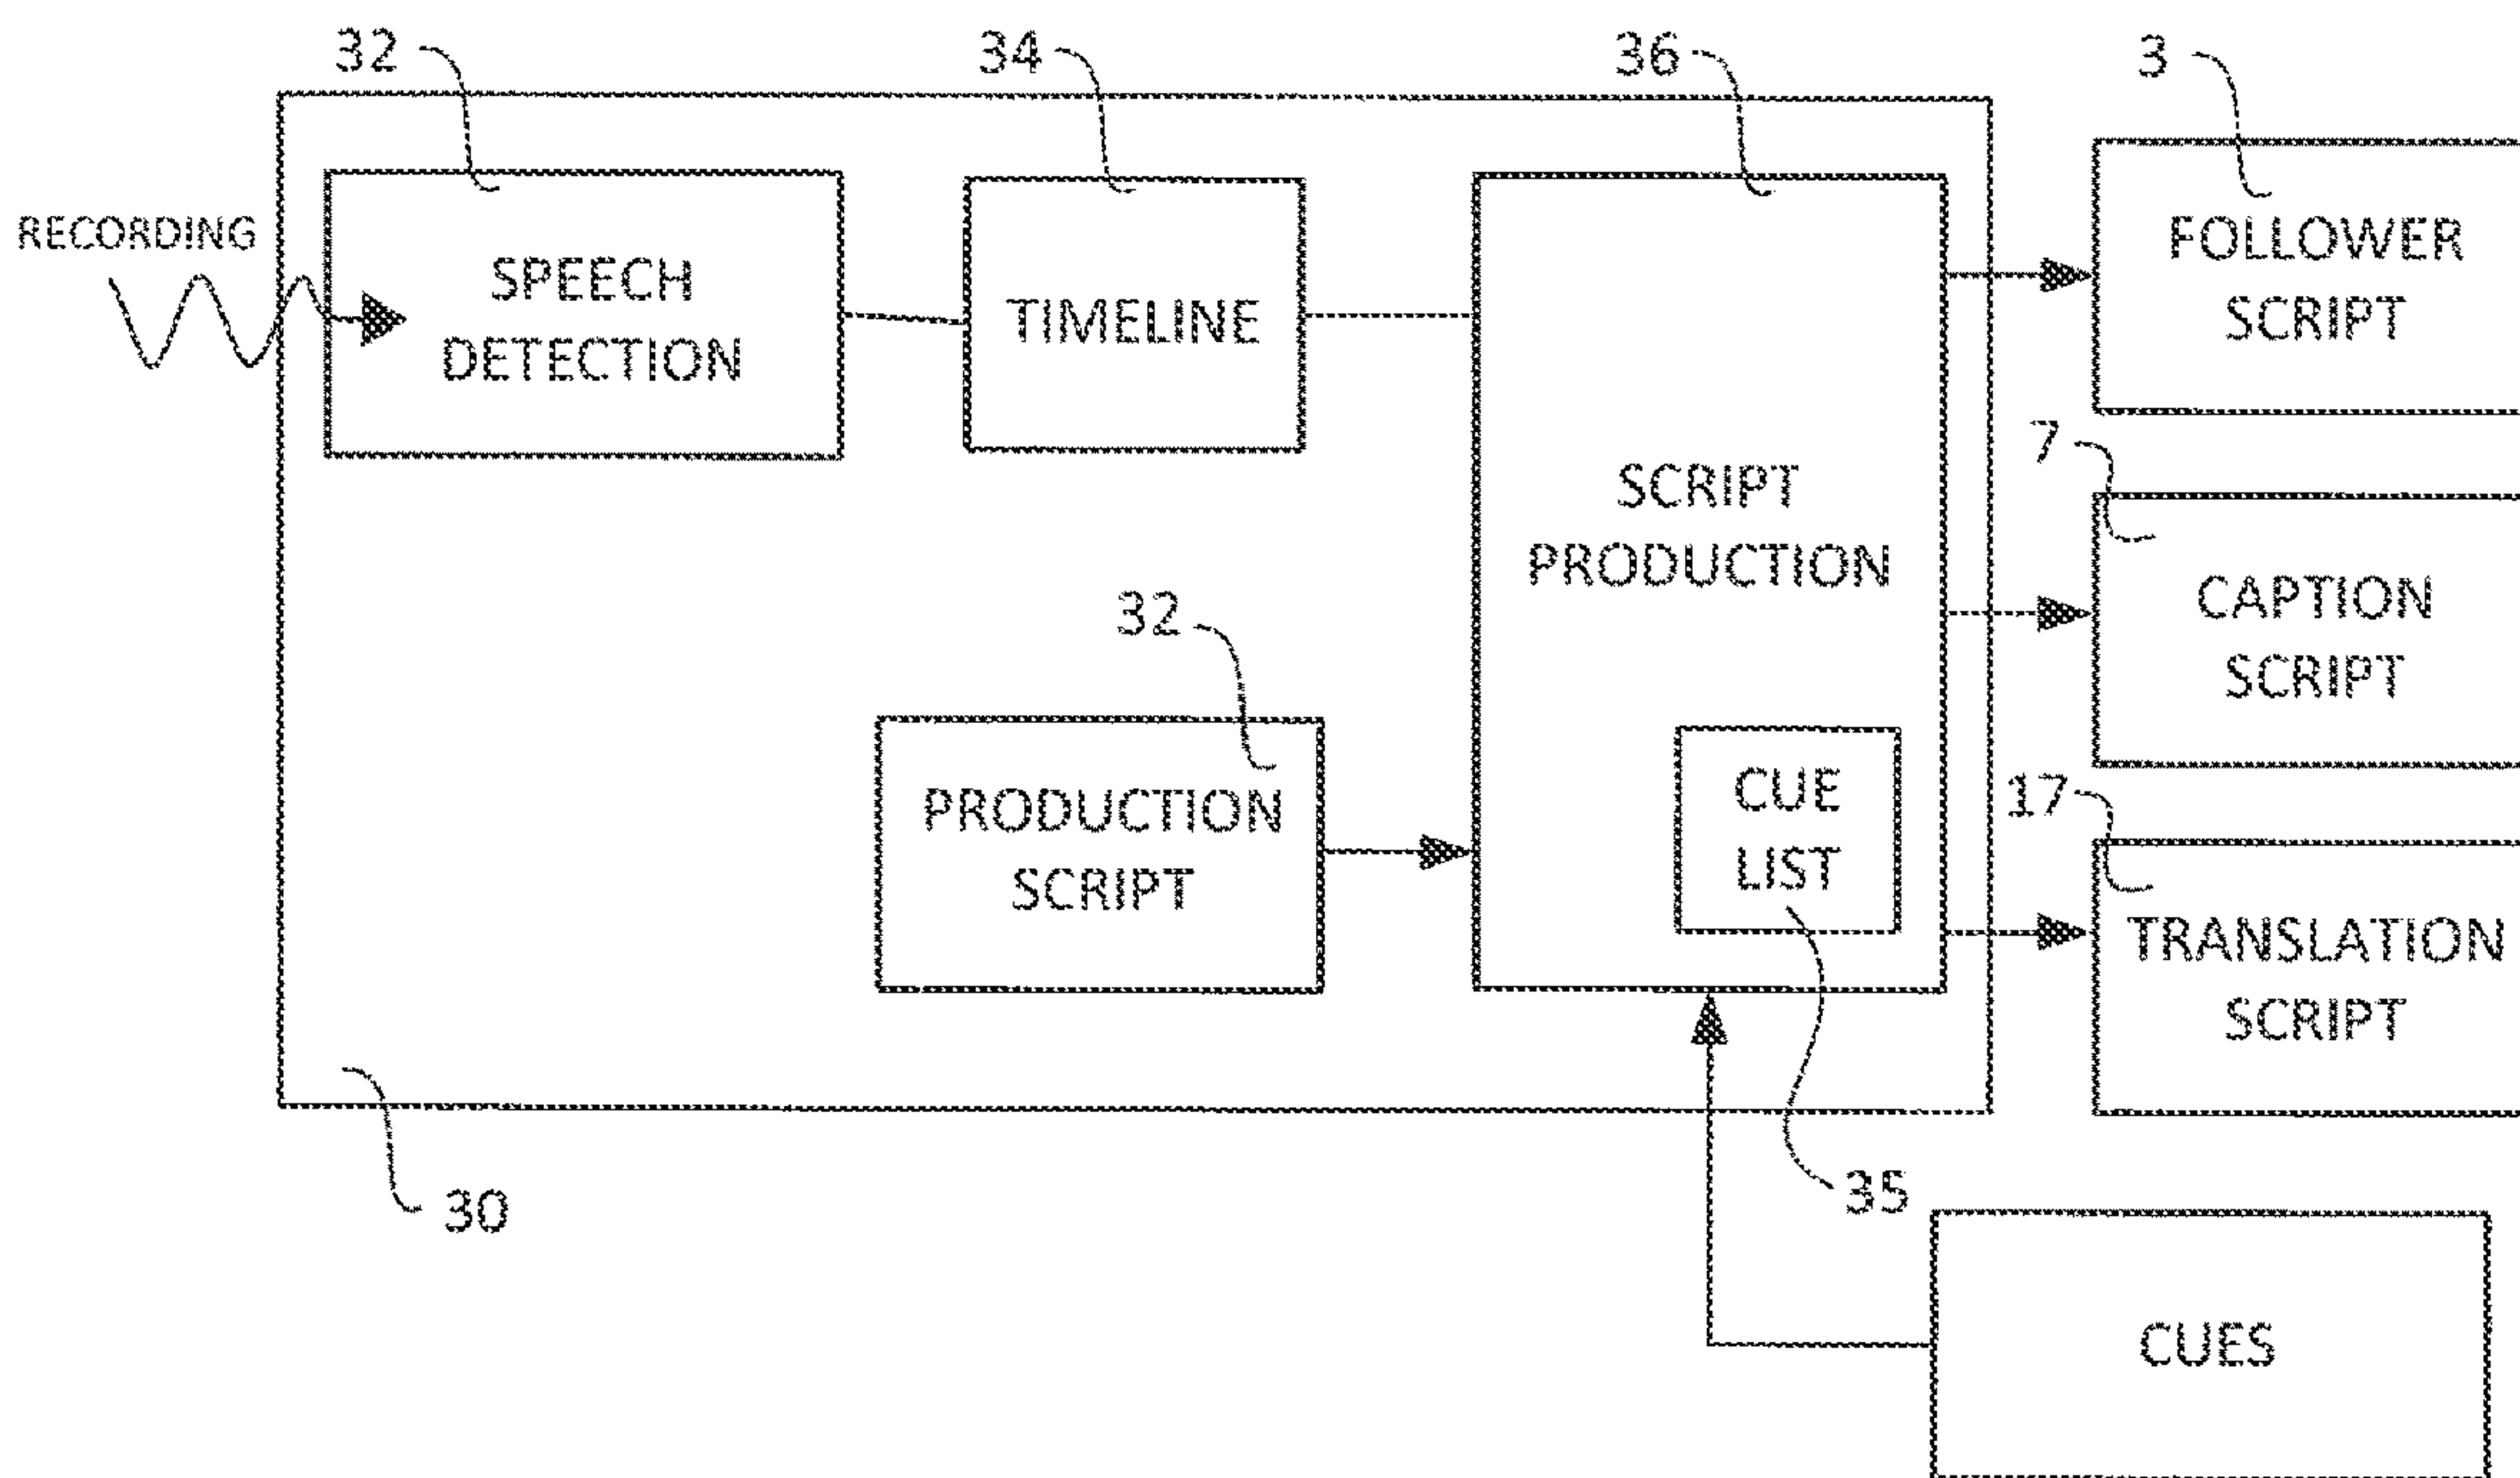 32
34
36
3
RECORDING
SPEECH
DETECTION
TIMELINE
SCRIPT
PRODUCTION
FOLLOWER
SCRIPT
7
CAPTION
SCRIPT
32
PRODUCTION
SCRIPT
CUE
LIST
17
TRANSLATION
SCRIPT
30
35
CUES